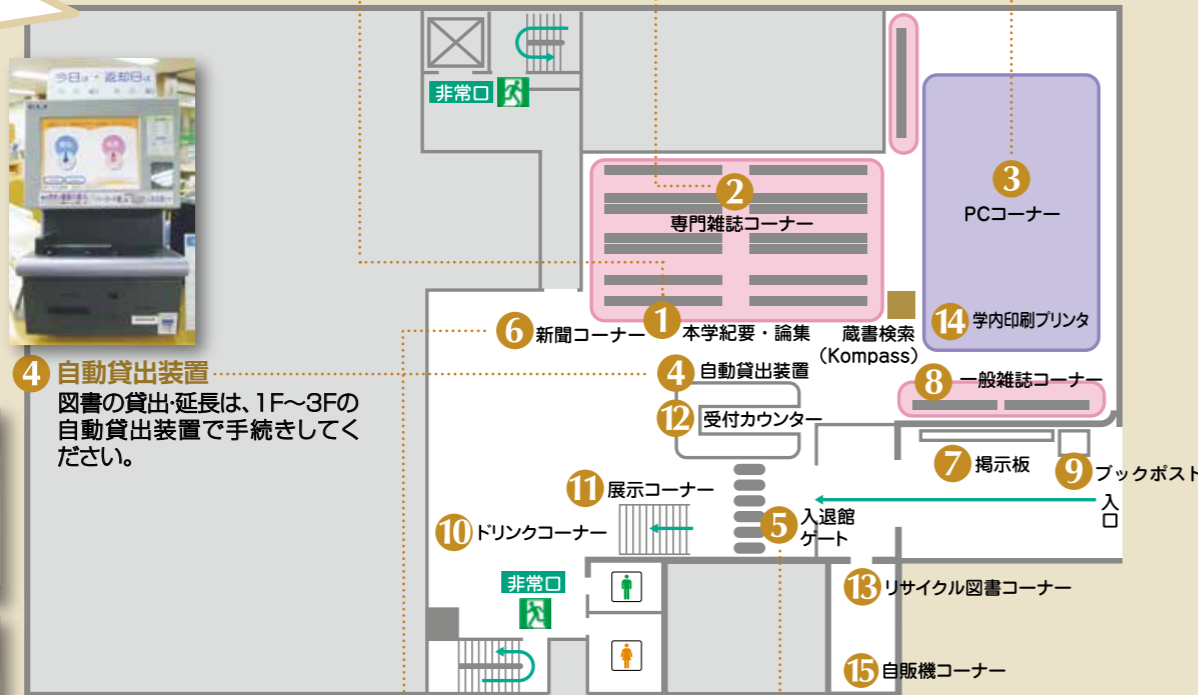 今日は・返却日は
非常口
2
専門雑誌コーナー
3
PCコーナー
6 新聞コーナー
1 本学紀要・論集
蔵書検索
（Kompass）
14 学内印刷プリンタ
4 自動貸出装置
図書の貸出・延長は、1F〜3Fの
自動貸出装置で手続きしてく
ださい。
4 自動貸出装置
12 受付カウンター
8 一般雑誌コーナー
7 掲示板
9 ブックポスト
入口
11 展示コーナー
5 入退館
ゲート
10 ドリンクコーナー
非常口
13 リサイクル図書コーナー
15 自販機コーナー